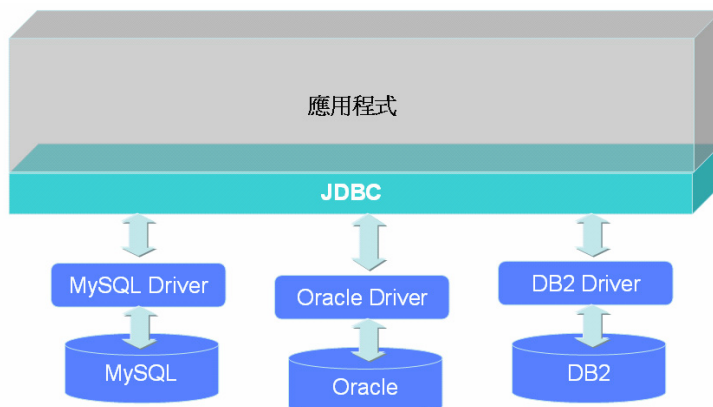 應用程式
JDBC
MySQL Driver
Oracle Driver
DB2 Driver
MySQL
Oracle
DB2